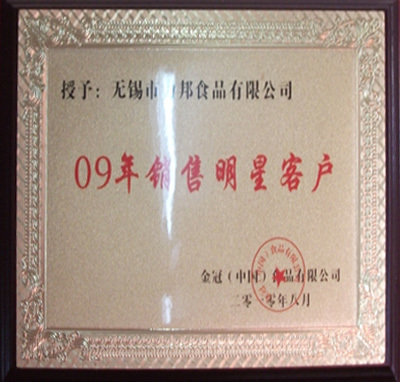 授予：无锡市邦食品有限公司
09年销售明星客户
金冠（中国）食品有限公司
二零一零年八月